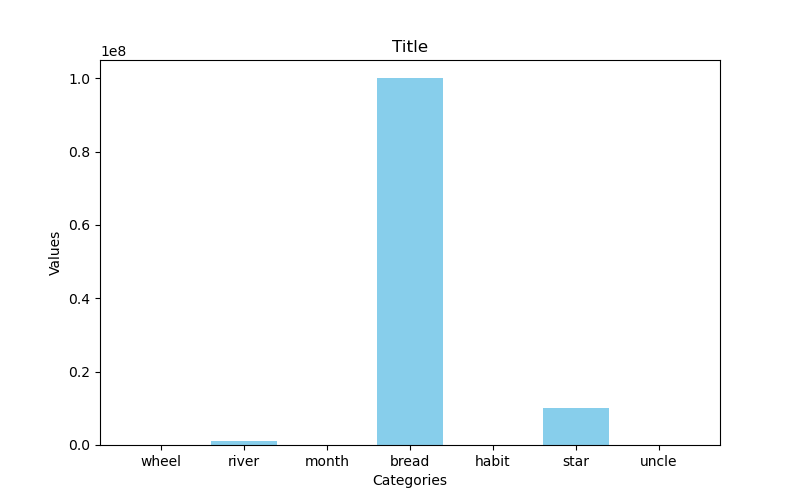 Title
1e8
1.0
0.8
0.6
0.4
0.2
0.0
Values
wheel river month bread habit star uncle
Categories